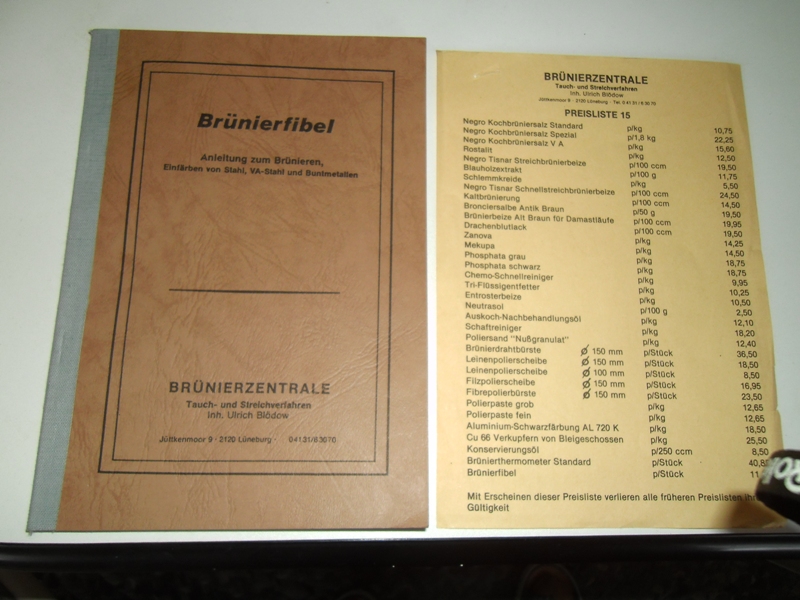 Brünierfibel
Anleitung zum Brünieren,
Einfärben von Stahl, VA-Stahl und Buntmetallen
BRÜNIERZENTRALE
Tauch- und Streichverfahren
Inh. Ulrich Blödow
Jüttkenmoor 9 · 2120 Lüneburg · 04131/63070
BRÜNIERZENTRALE
Tauch- und Streichverfahren
Inh. Ulrich Blödow
Jüttkenmoor 9 · 2120 Lüneburg · Tel. 04131/63070
PREISLISTE 15
Negro Kochbrüniersalz Standard p/kg 10,75
Negro Kochbrüniersalz Spezial p/1,8 kg 22,25
Negro Kochbrüniersalz V A p/kg 15,60
Rostalit p/kg 12,50
Negro Tisnar Streichbrünierbeize p/100 ccm 19,50
Blauholzextrakt p/100 g 11,75
Schlemmkreide p/kg 5,50
Negro Tisnar Schnellstreichbrünierbeize p/100 ccm 24,50
Kaltbrünierung p/100 ccm 14,50
Bronciersalbe Antik Braun p/50 g 19,50
Brünierbeize Alt Braun für Damastläufe p/100 ccm 19,95
Drachenblutlack p/100 ccm 19,50
Zanova p/kg 14,25
Mekupa p/kg 14,50
Phosphata grau p/kg 18,75
Phosphata schwarz p/kg 18,75
Chemo-Schnellreiniger p/kg 9,95
Tri-Flüssigentfetter p/kg 10,25
Entrosterbeize p/kg 10,50
Neutrasol p/100 g 2,50
Auskoch-Nachbehandlungsöl p/kg 12,10
Schaftreiniger p/kg 18,20
Poliersand "Nußgranulat" p/kg 12,40
Brünierdrahtbürste Ø 150 mm p/Stück 36,50
Leinenpolierscheibe Ø 150 mm p/Stück 18,50
Leinenpolierscheibe Ø 100 mm p/Stück 8,50
Filzpolierscheibe Ø 150 mm p/Stück 16,95
Fibrepolierbürste Ø 150 mm p/Stück 23,50
Polierpaste grob p/kg 12,65
Polierpaste fein p/kg 12,65
Aluminium-Schwarzfärbung AL 720 K p/kg 18,50
Cu 66 Verkupfern von Bleigeschossen p/kg 25,50
Konservierungsöl p/250 ccm 8,50
Brünierthermometer Standard p/Stück
Brünierfibel p/Stück
Mit Erscheinen dieser Preisliste verlieren alle früheren Preislisten ihre
Gültigkeit